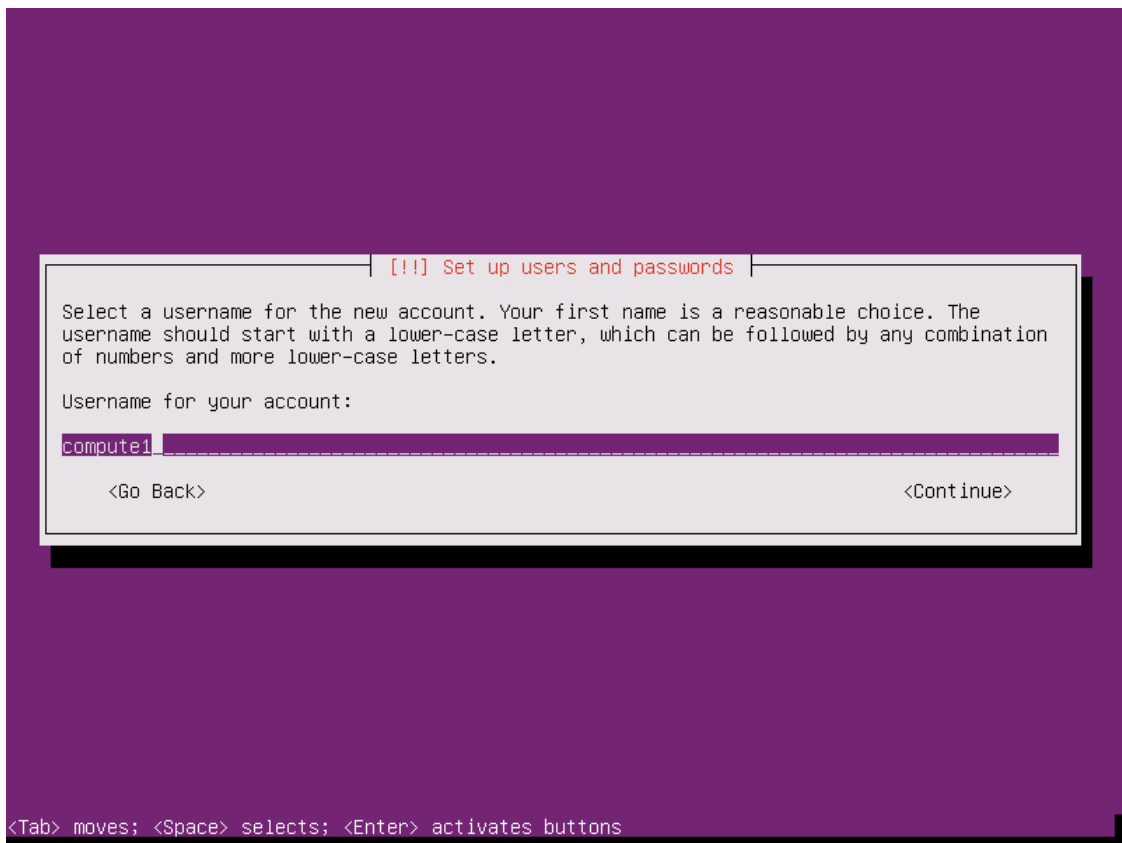 [!!] Set up users and passwords
Select a username for the new account. Your first name is a reasonable choice. The
username should start with a lower-case letter, which can be followed by any combination
of numbers and more lower-case letters.
Username for your account:
compute1
<Go Back> <Continue>
<Tab> moves; <Space> selects; <Enter> activates buttons